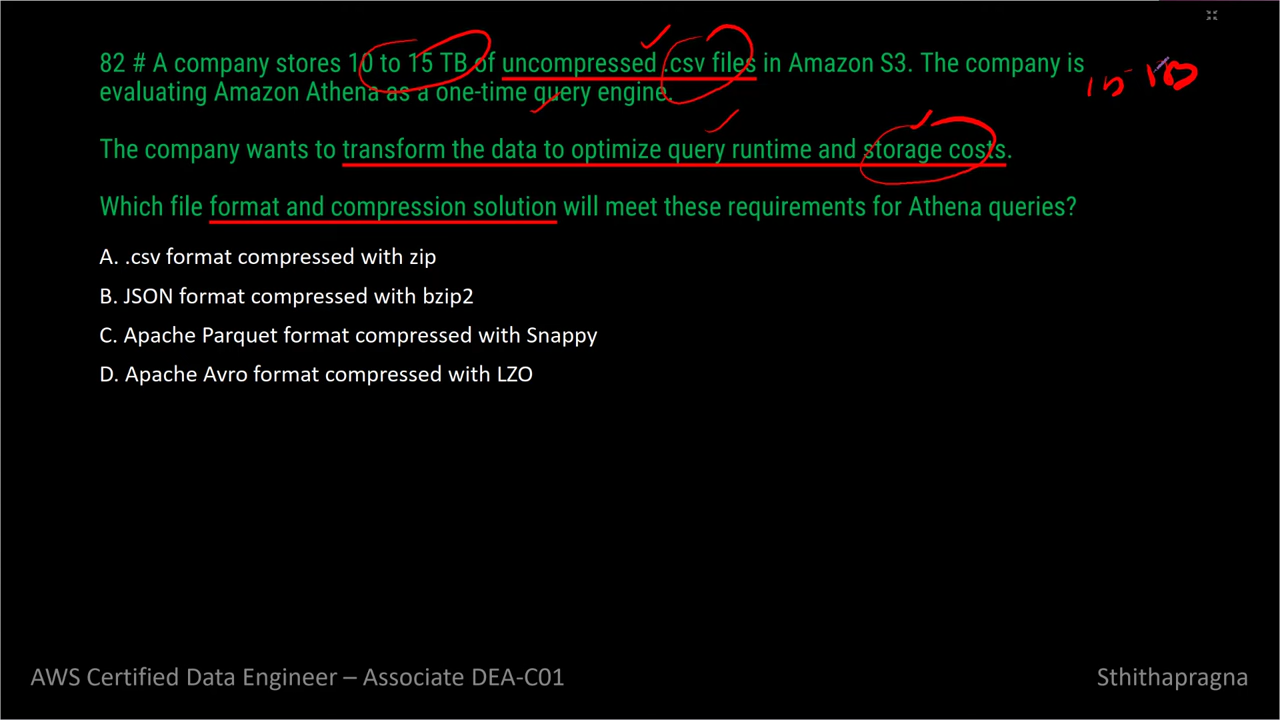 82 # A company stores 10 to 15 TB of uncompressed .csv files in Amazon S3. The company is
evaluating Amazon Athena as a one-time query engine.
The company wants to transform the data to optimize query runtime and storage costs.
Which file format and compression solution will meet these requirements for Athena queries?
A. .csv format compressed with zip
B. JSON format compressed with bzip2
C. Apache Parquet format compressed with Snappy
D. Apache Avro format compressed with LZO
AWS Certified Data Engineer – Associate DEA-C01
Sthithapragna